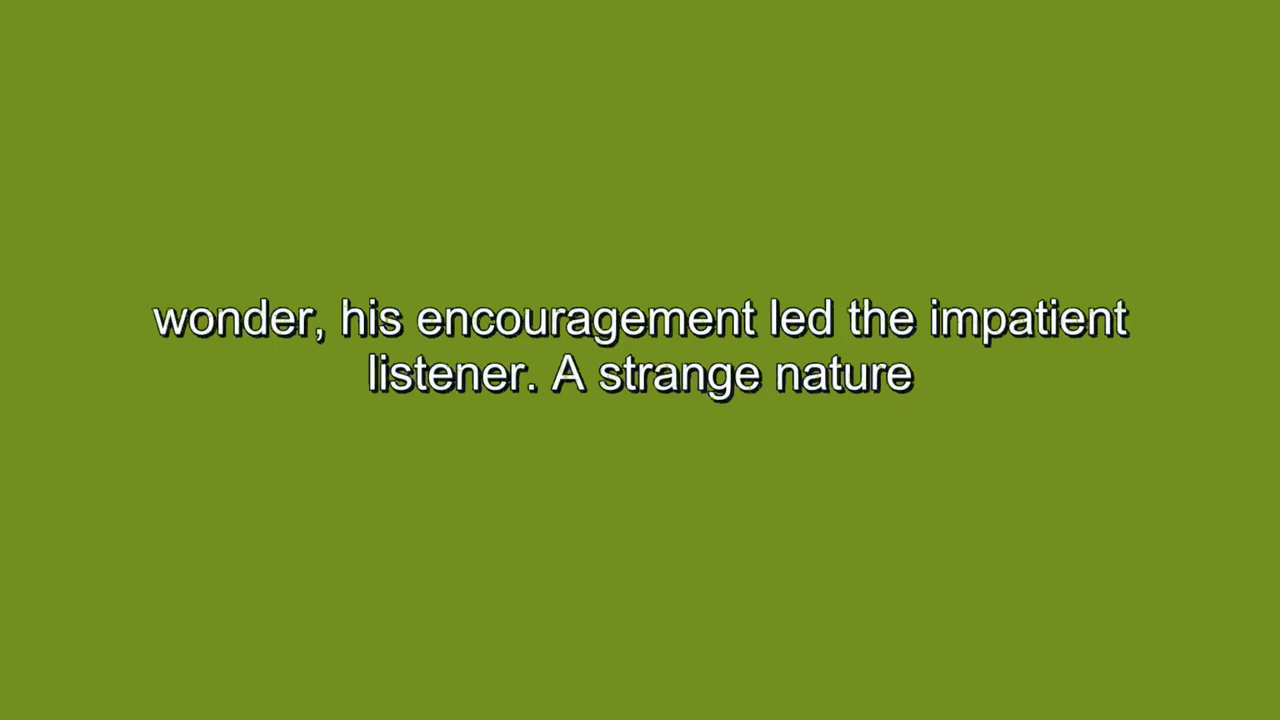 wonder, his encouragement led the impatient
listener. A strange nature